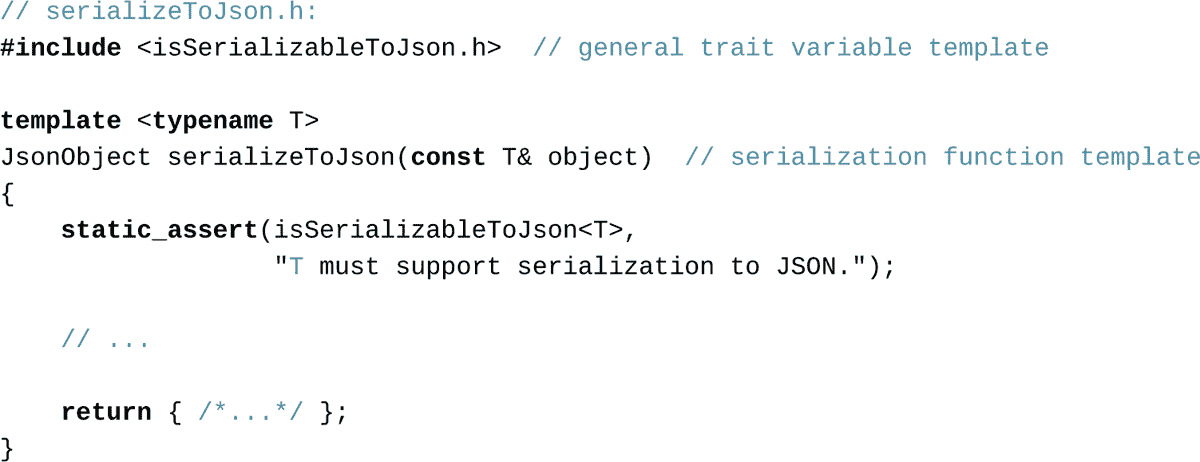 // serializeToJson.h:
#include <isSerializableToJson.h>  // general trait variable template

template <typename T>
JsonObject serializeToJson(const T& object)  // serialization function template
{
    static_assert(isSerializableToJson<T>,
                  "T must support serialization to JSON.");

    // ...

    return { /*...*/ };
}